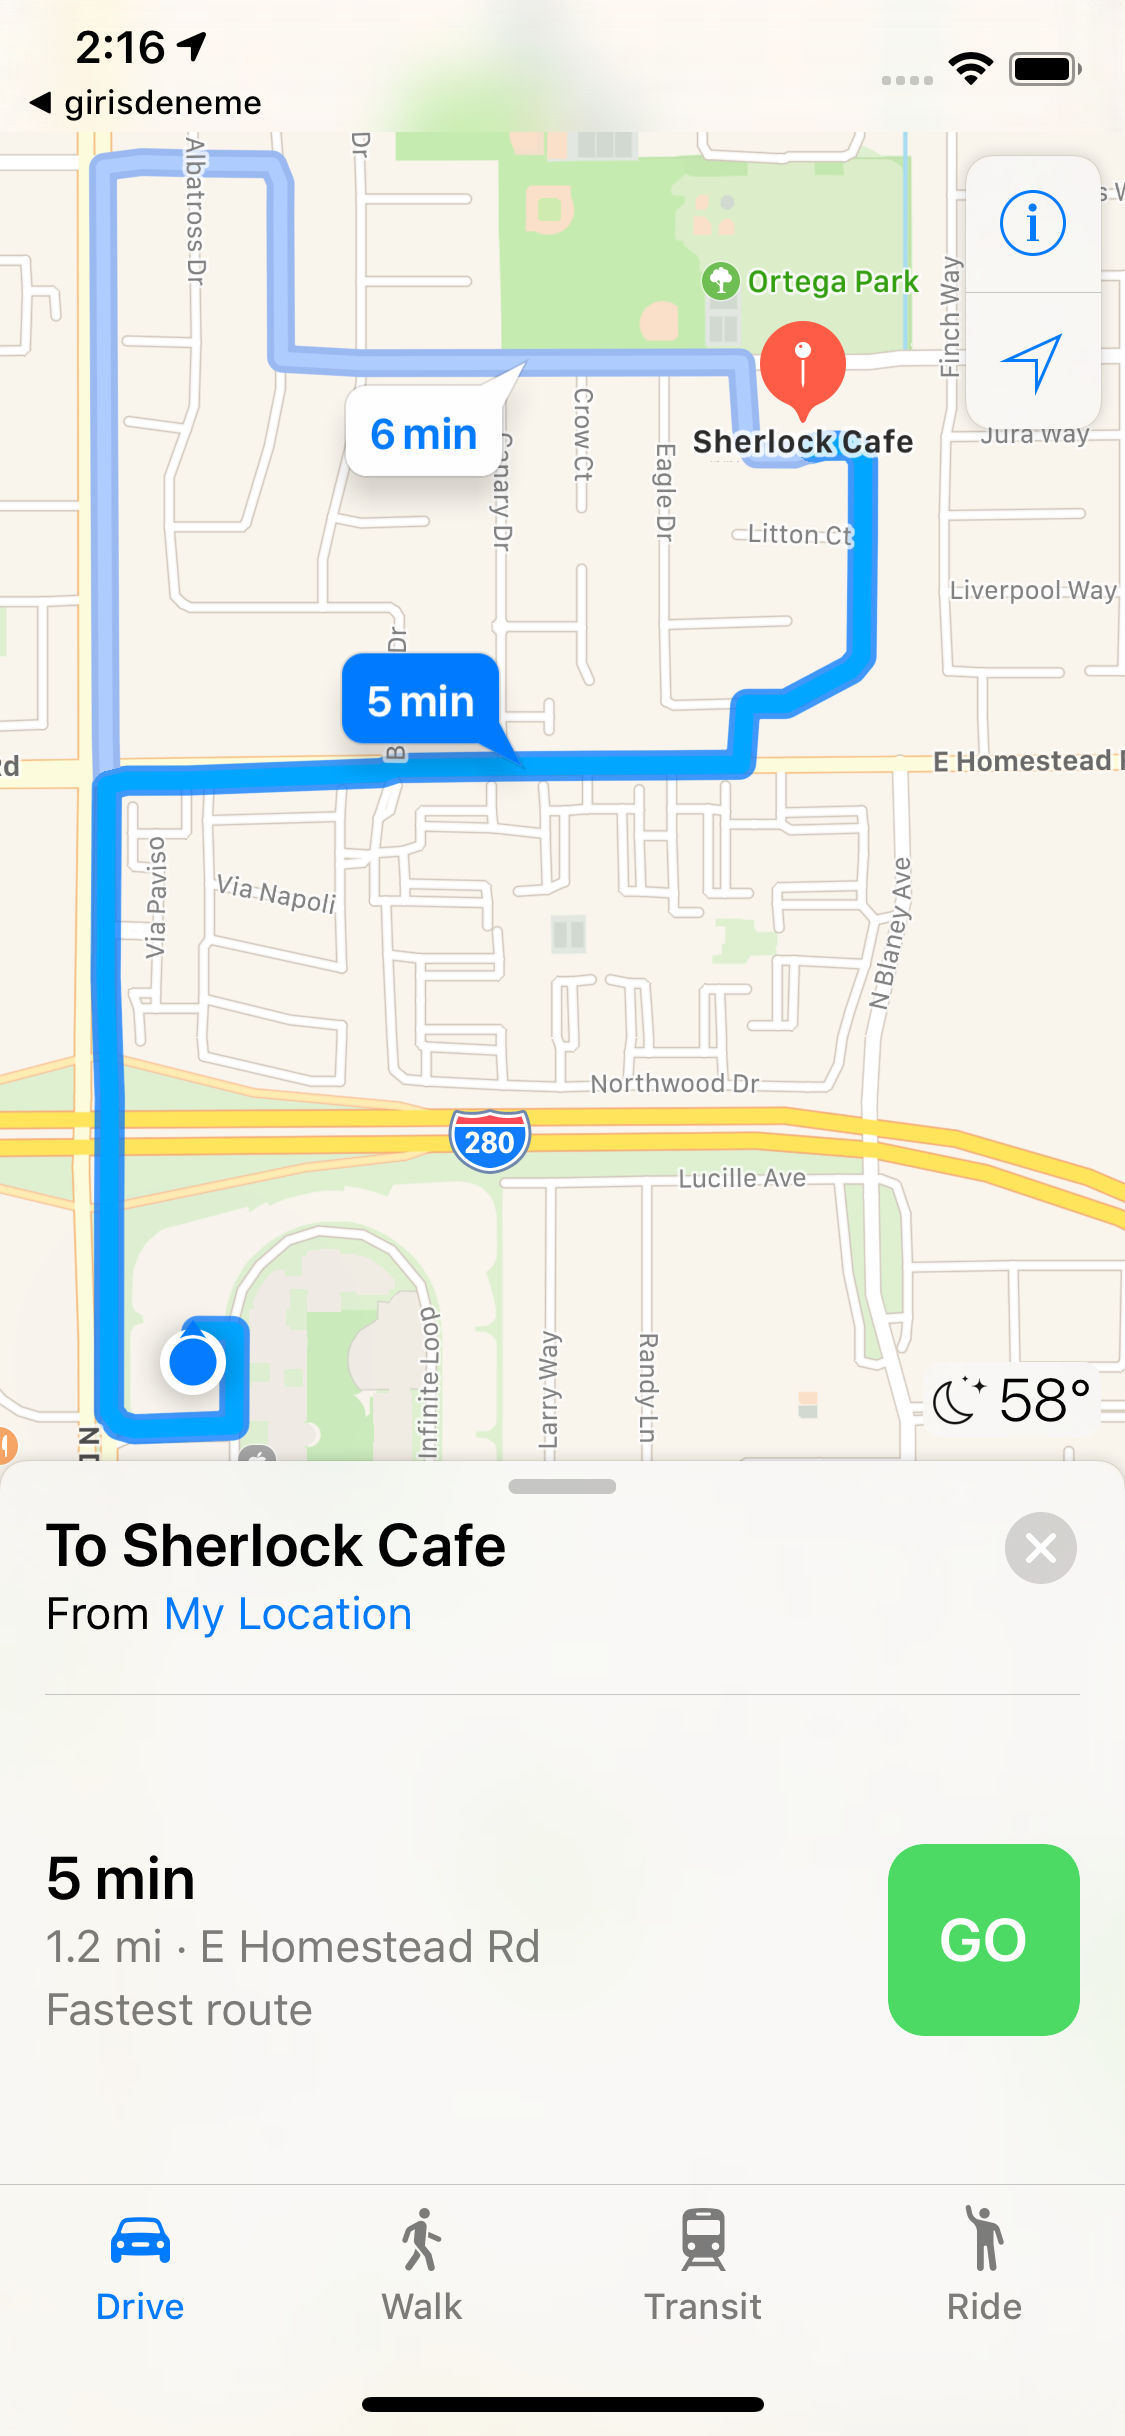 2:16
girisdeneme
Albatross Dr
Dr
Ortega Park
Finch Way
6 min
Sherlock Cafe
Jura Way
Crow Ct
Canary Dr
Eagle Dr
Litton Ct
Liverpool Way
Dr
5 min
B
Rd
E Homestead
Via Paviso
Via Napoli
N Blaney Ave
Northwood Dr
280
Lucille Ave
Infinite Loop
Larry Way
Randy Ln
58°
N
To Sherlock Cafe
From My Location
5 min
1.2 mi · E Homestead Rd
Fastest route
GO
Drive
Walk
Transit
Ride